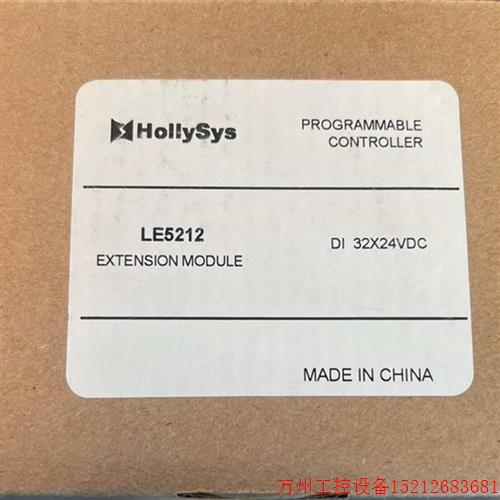 HollySys
PROGRAMMABLE
CONTROLLER
LE5212
EXTENSION MODULE
DI 32X24VDC
MADE IN CHINA
万州工控设备15212683681